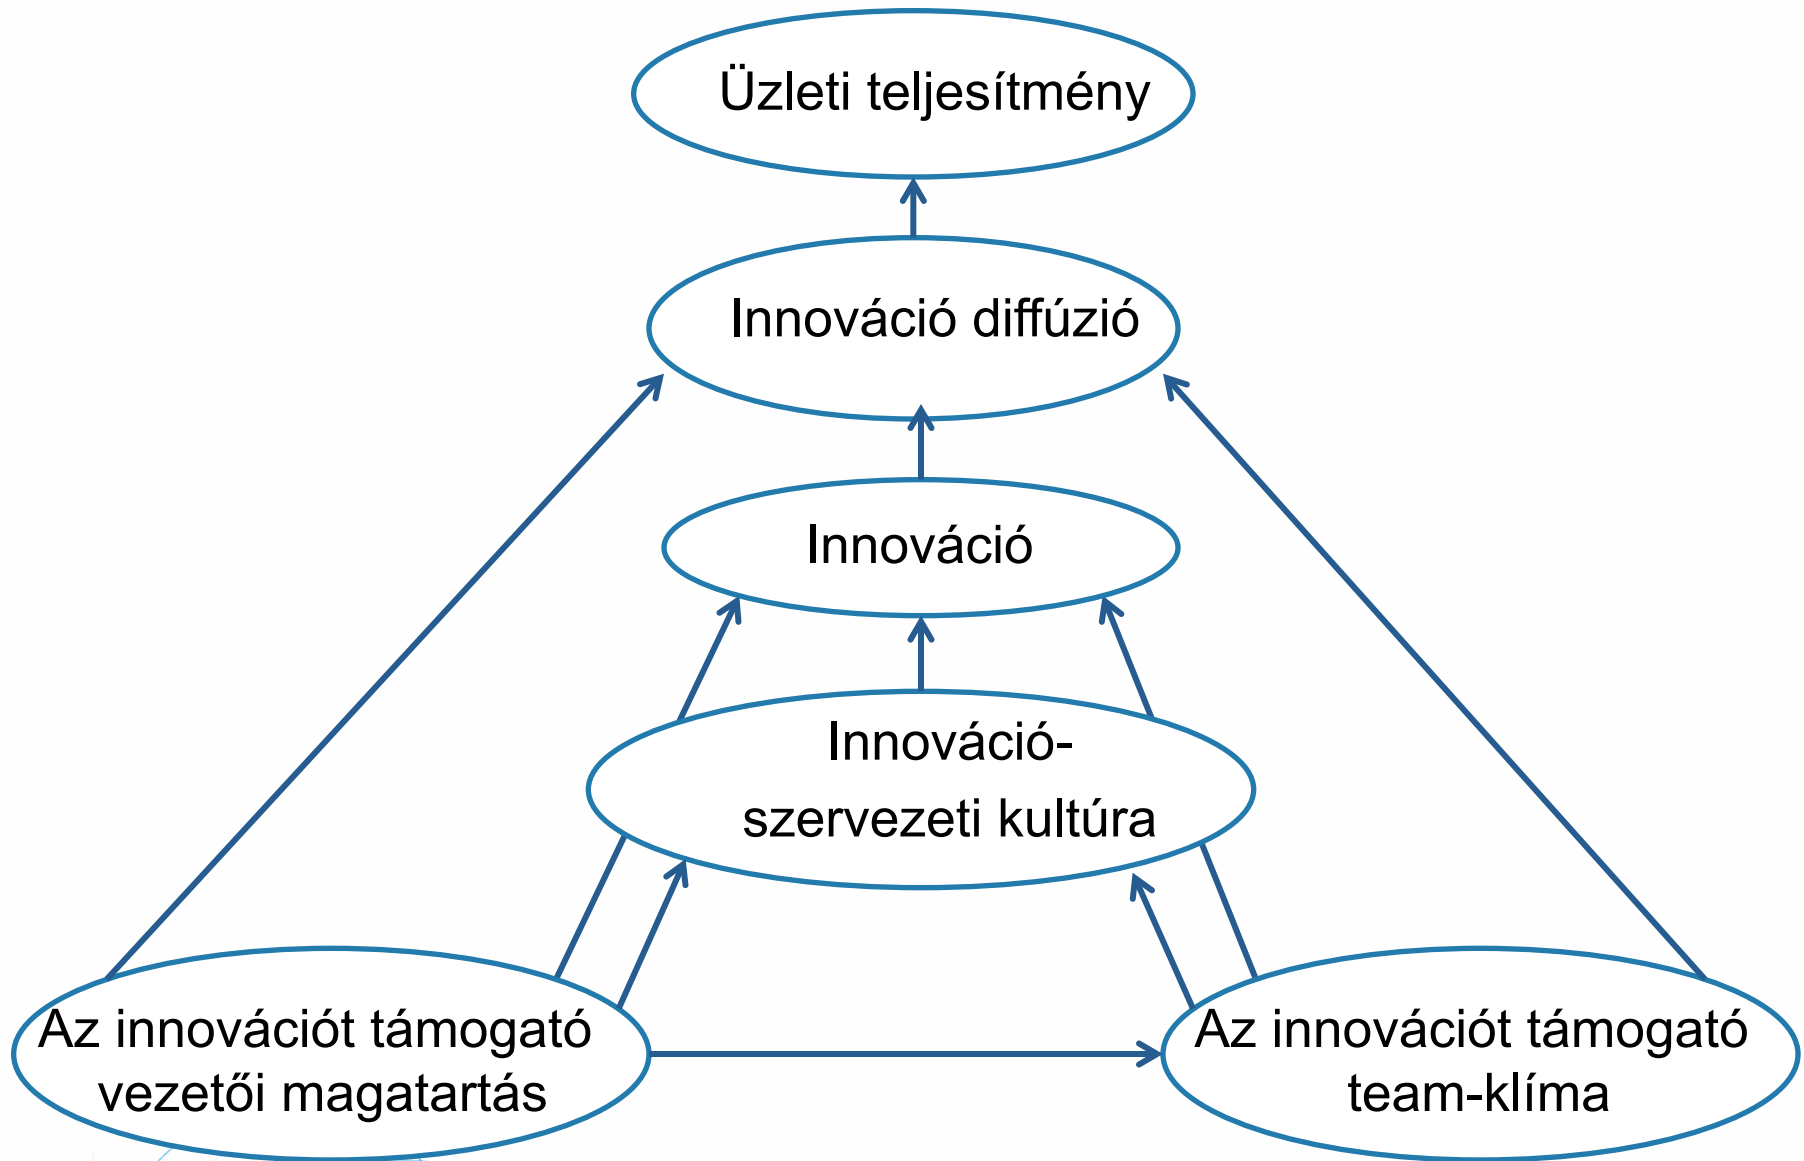 Üzleti teljesítmény
Innováció diffúzió
Innováció
Innováció-
szervezeti kultúra
Az innovációt támogató
vezetői magatartás
Az innovációt támogató
team-klíma